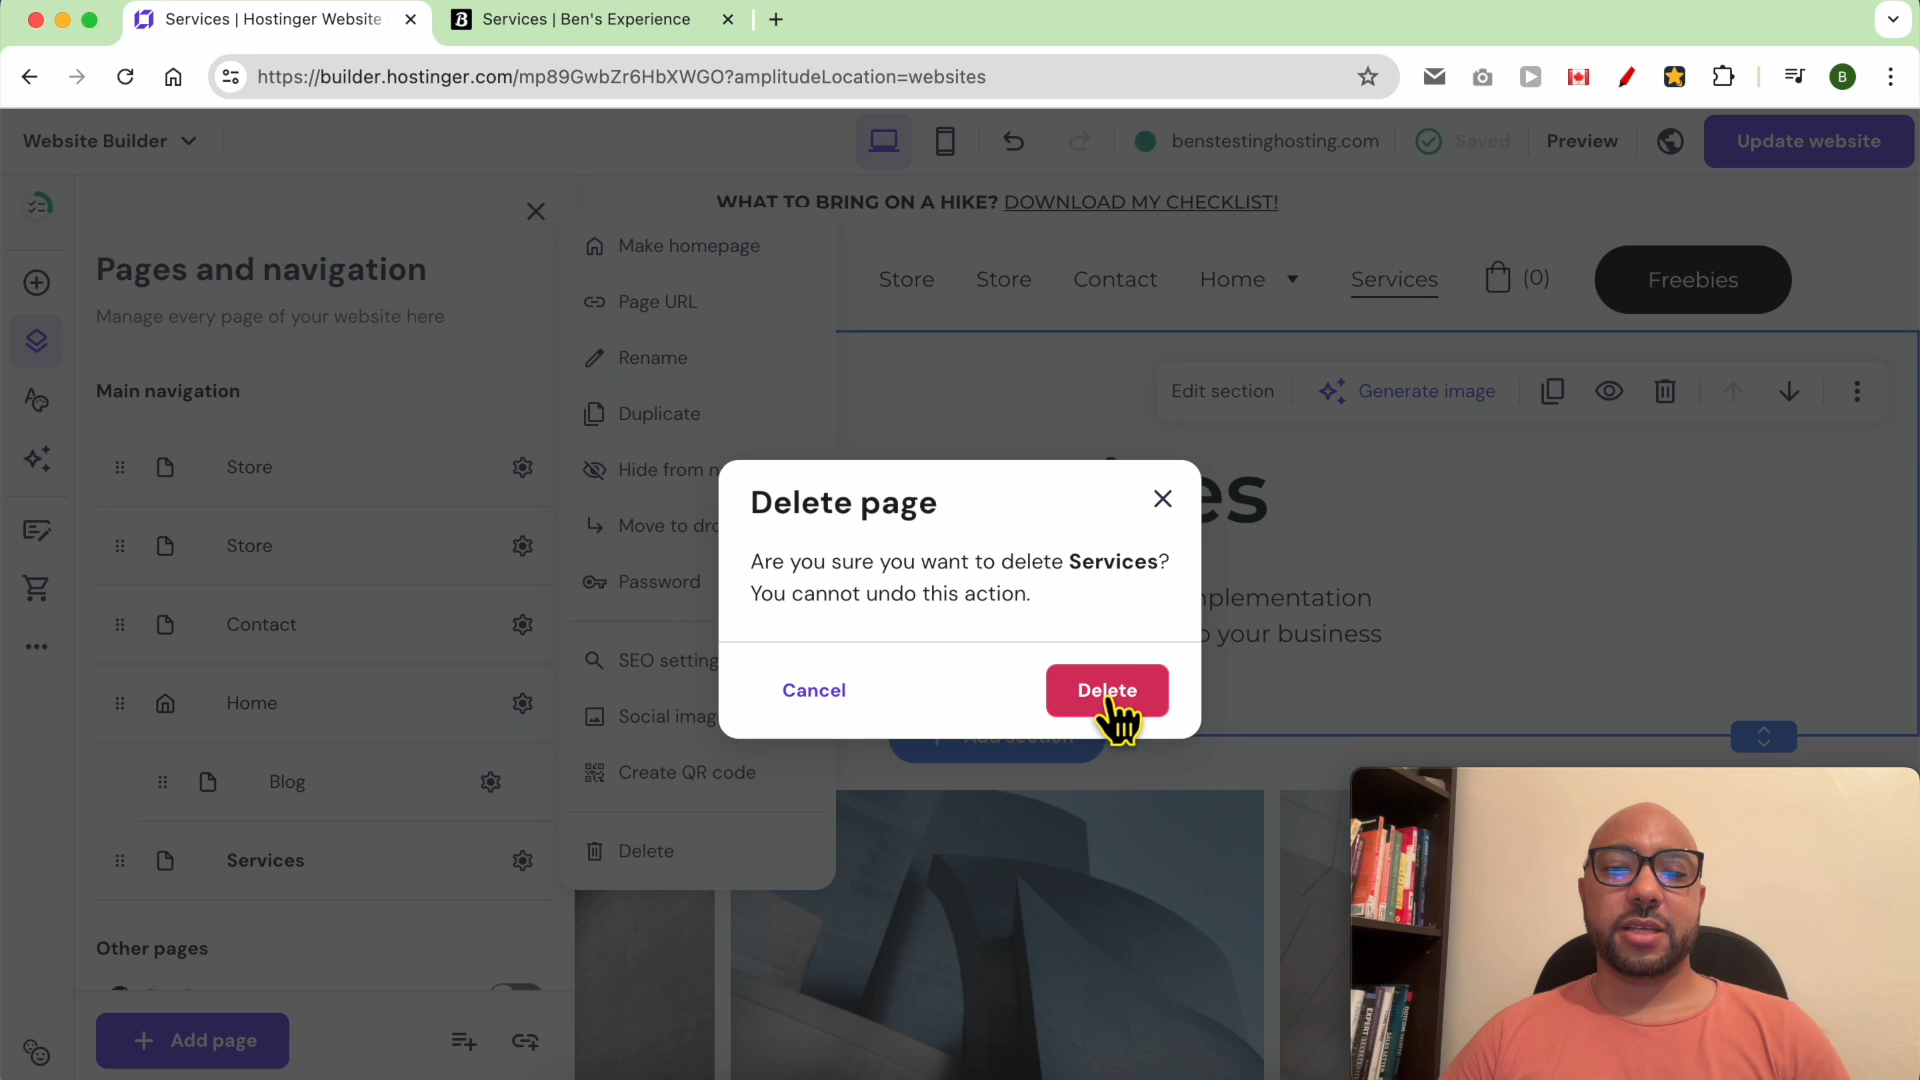 Services | Hostinger Website
Services | Ben's Experience
https://builder.hostinger.com/mp89GwbZr6HbXWGO?amplitudeLocation=websites
B
Website Builder
benstestinghosting.com
Saved
Preview
Update website
WHAT TO BRING ON A HIKE? DOWNLOAD MY CHECKLIST!
Store
Store
Contact
Home
Services
(0)
Freebies
Pages and navigation
Manage every page of your website here
Main navigation
Store
Store
Contact
Home
Blog
Services
Other pages
Add page
Make homepage
Page URL
Rename
Duplicate
Hide from n
Move to dro
Password
SEO setting
Social imag
Create QR code
Delete
Edit section
Generate image
es
plementation
o your business
Add section
Delete page
Are you sure you want to delete Services?
You cannot undo this action.
Cancel
Delete
EXPERT SECRETS